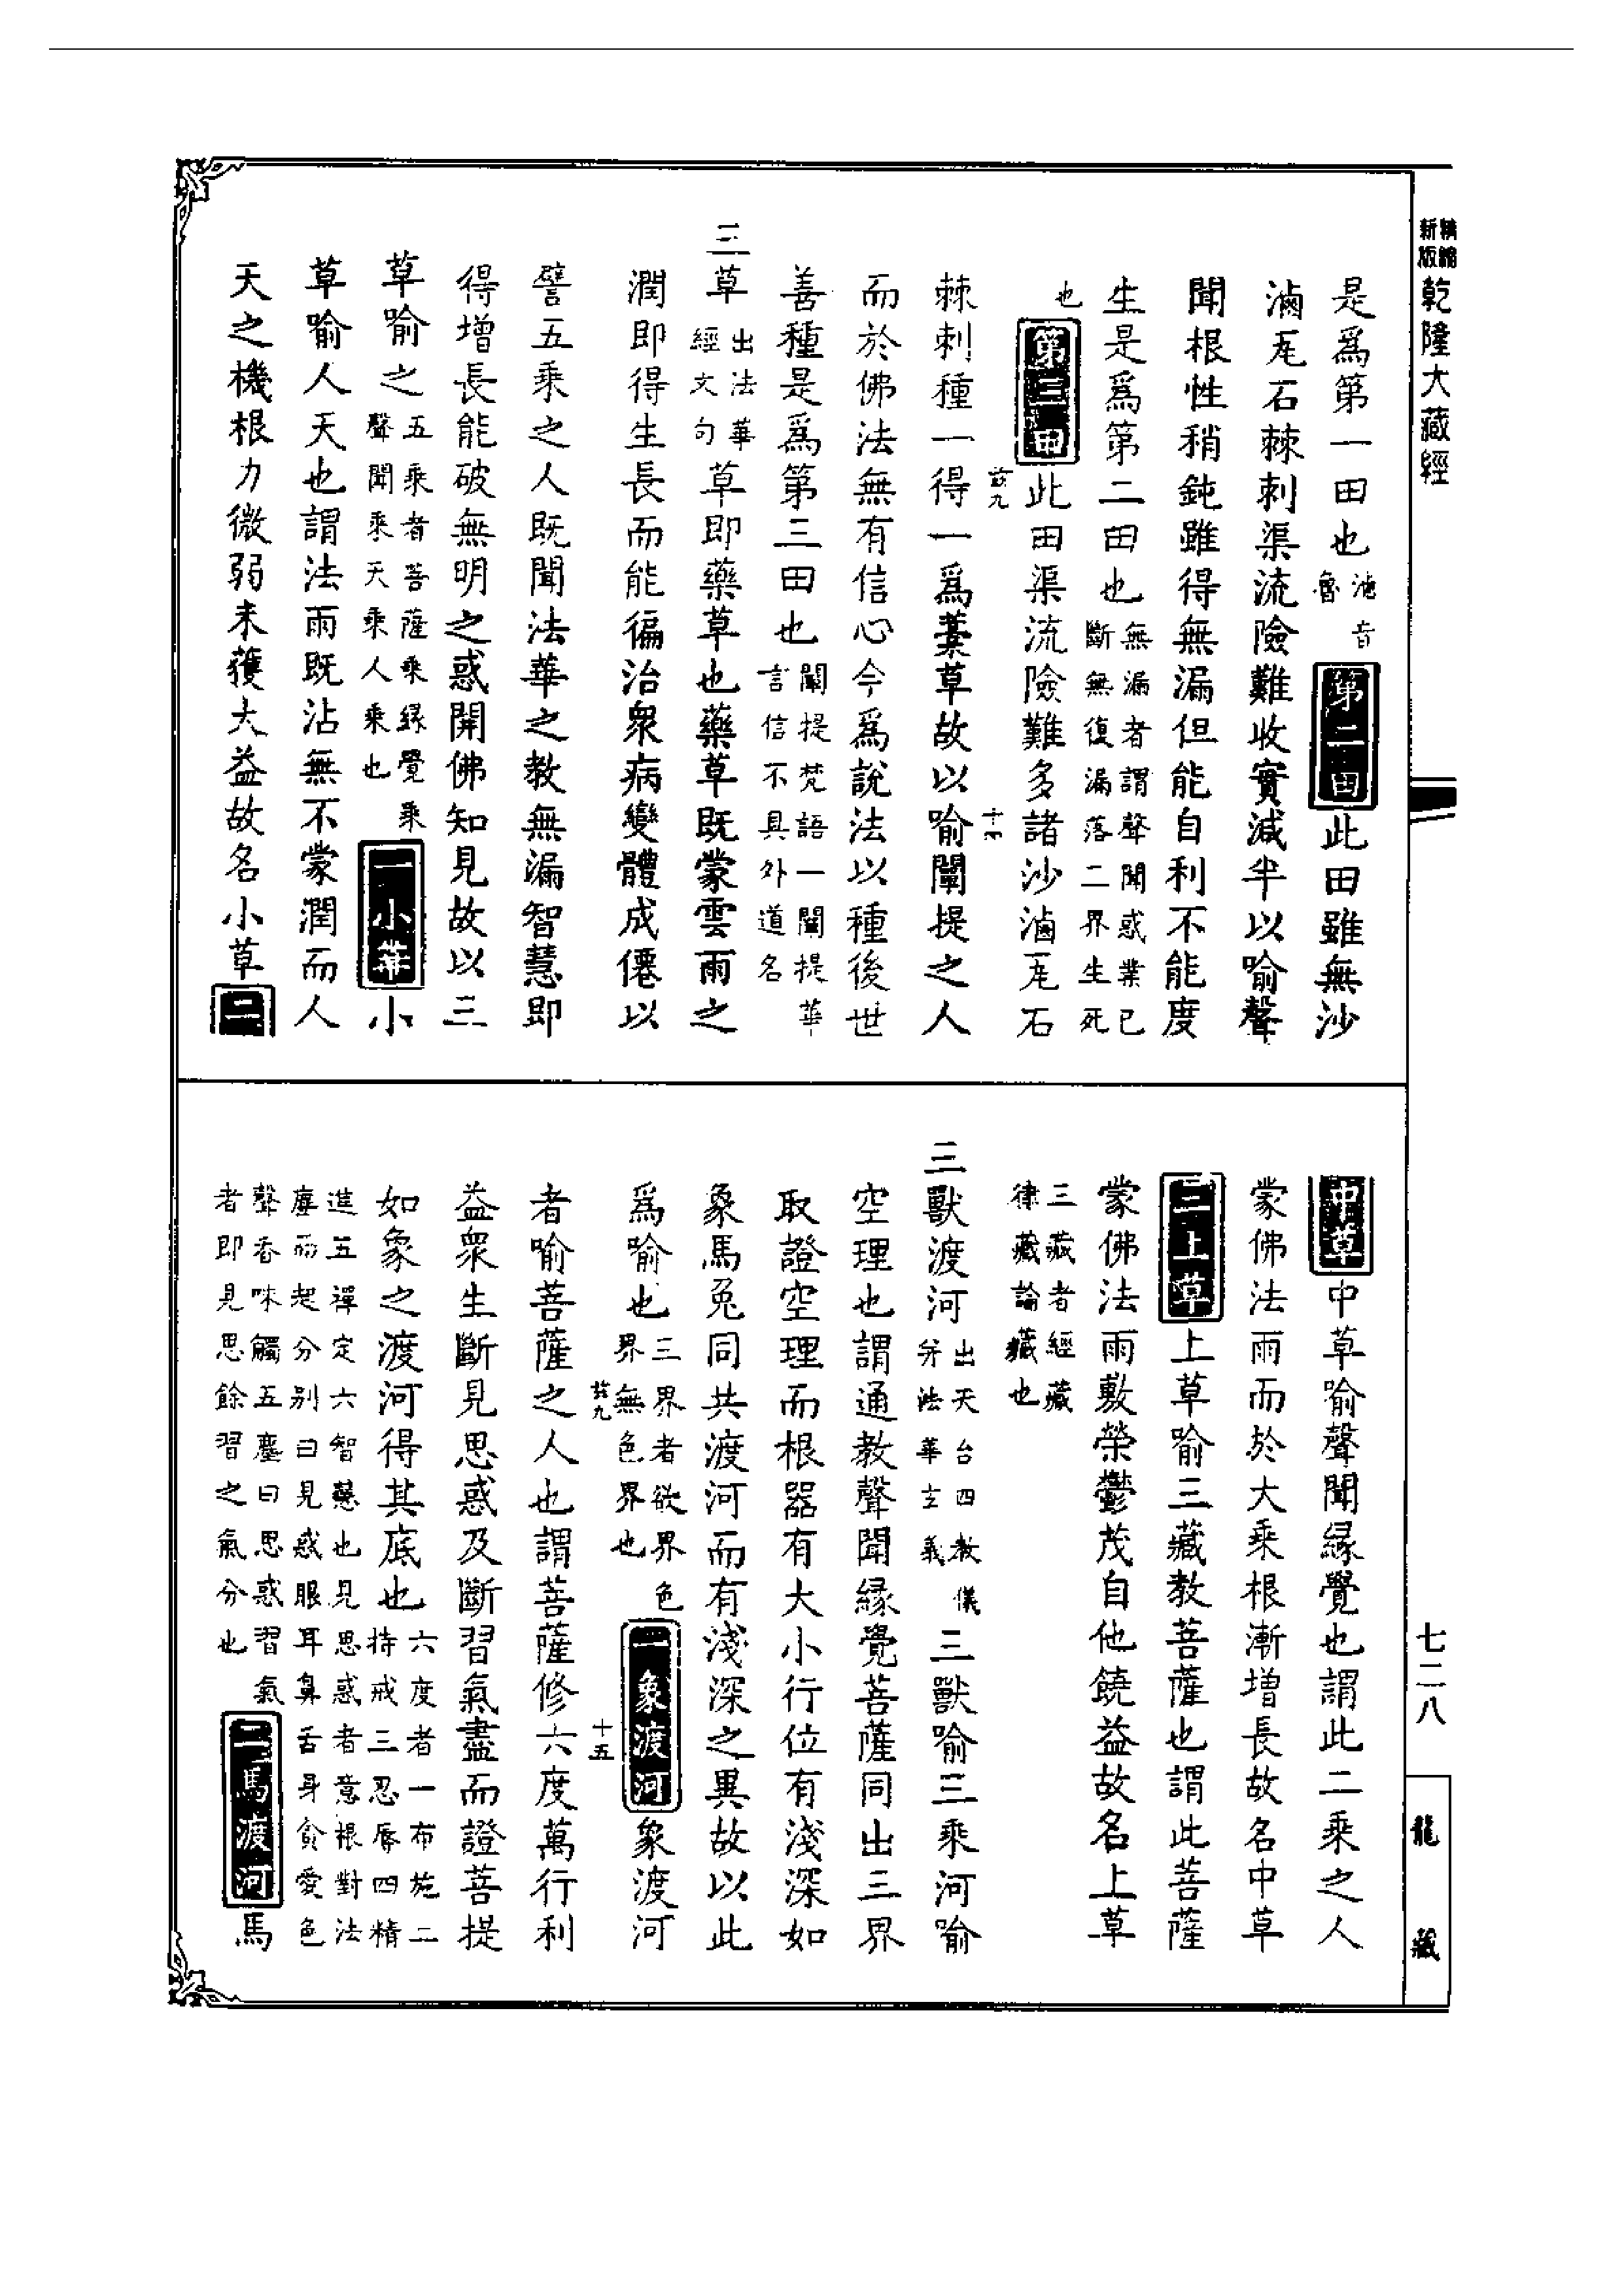 精縮新版乾隆大藏經
是爲第一田也滷音魯第二田此田雖無沙
滷瓦石棘刺渠流險難收實減半以喻聲
聞根性稍鈍雖得無漏但能自利不能度
生是爲第二田也無漏者謂聲聞惑業已斷無復漏落二界生死
也第三田此田渠流險難多諸沙滷瓦石
茲九 十四
棘刺種一得一爲藁草故以喻闡提之人
而於佛法無有信心今爲說法以種後世
善種是爲第三田也闡提梵語一闡提華言信不具外道名
三草出法華經文句草即藥草也藥草既蒙雲雨之
潤即得生長而能徧治衆病變體成僊以
譬五乘之人既聞法華之教無漏智慧即
得增長能破無明之惑開佛知見故以三
草喻之五乘者菩薩乘緣覺乘聲聞乘天乘人乘也一小草小
草喻人天也謂法雨既沾無不蒙潤而人
天之機根力微弱未獲大益故名小草二
中草中草喻聲聞緣覺也謂此二乘之人
蒙佛法雨而於大乘根漸增長故名中草
三上草上草喻三藏教菩薩也謂此菩薩
蒙佛法雨敷榮鬱茂自他饒益故名上草
三藏者經藏律藏論藏也
三獸渡河出天台四教儀并法華玄義三獸喻三乘河喻
空理也謂通教聲聞緣覺菩薩同出三界
取證空理而根器有大小行位有淺深如
象馬兔同共渡河而有淺深之異故以此
爲喻也三界者欲界色界無色界也一象渡河象渡河
茲九 十五
者喻菩薩之人也謂菩薩修六度萬行利
益衆生斷見思惑及斷習氣盡而證菩提
如象之渡河得其底也六度者一布施二持戒三忍辱四精
進五禪定六智慧也見思惑者意根對法塵而起分别曰見惑眼耳鼻舌身貪愛色
聲香味觸五塵曰思惑習氣者即見思餘習之氣分也二馬渡河馬
七二八
龍藏